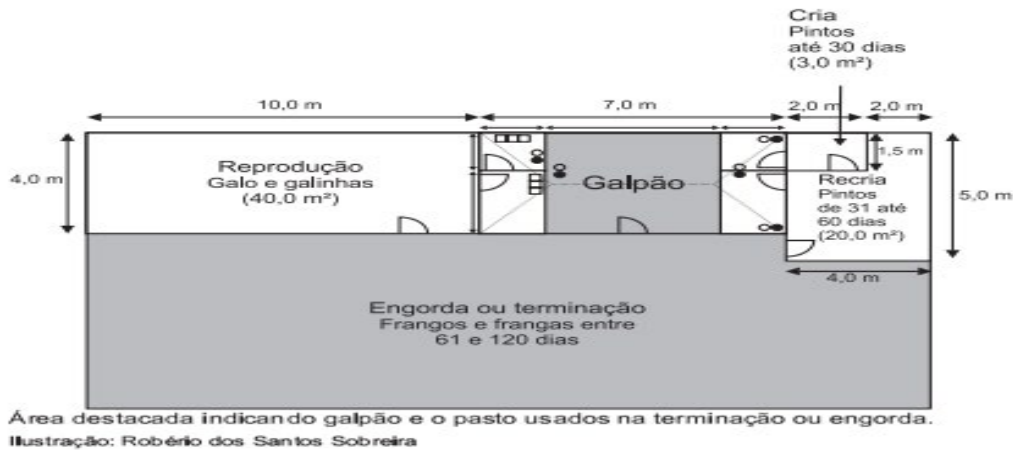 Cria
Pintos
até 30 dias
(3,0 m²)
10,0 m
7,0 m
2,0 m
2,0 m
4,0 m
Reprodução
Galo e galinhas
(40,0 m²)
Galpão
1,5 m
Recria
Pintos
de 31 até
60 dias
(20,0 m²)
5,0 m
4,0 m
Engorda ou terminação
Frangos e frangas entre
61 e 120 dias
Área destacada indicando galpão e o pasto usados na terminação ou engorda.
Ilustração: Robério dos Santos Sobreira